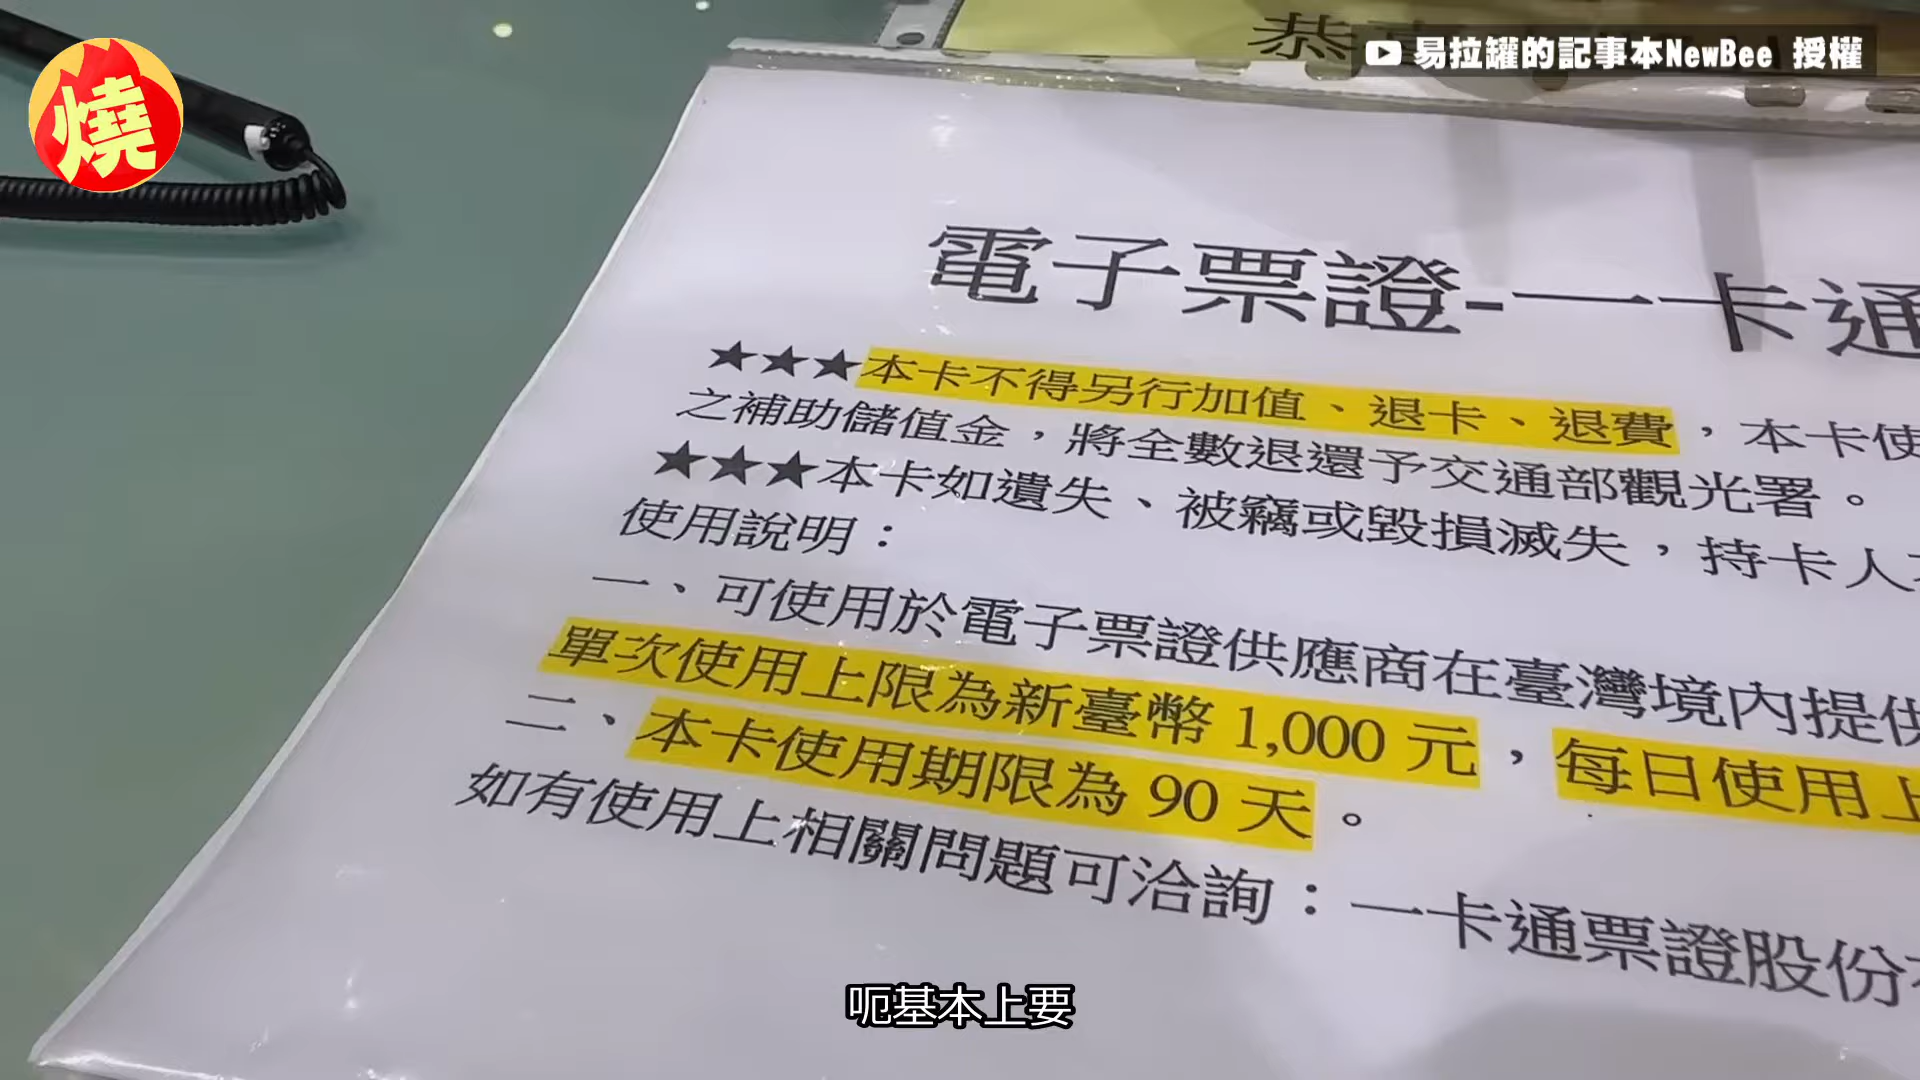 燒
恭
易拉罐的記事本NewBee 授權
電子票證-一卡通
★★★本卡不得另行加值、退卡、退費，本卡使
之補助儲值金，將全數退還予交通部觀光署。
★★★本卡如遺失、被竊或毀損滅失，持卡人
使用說明：
一、可使用於電子票證供應商在臺灣境內提供
單次使用上限為新臺幣 1,000 元，每日使用上
二、本卡使用期限為 90 天。
如有使用上相關問題可洽詢：一卡通票證股份
呃基本上要